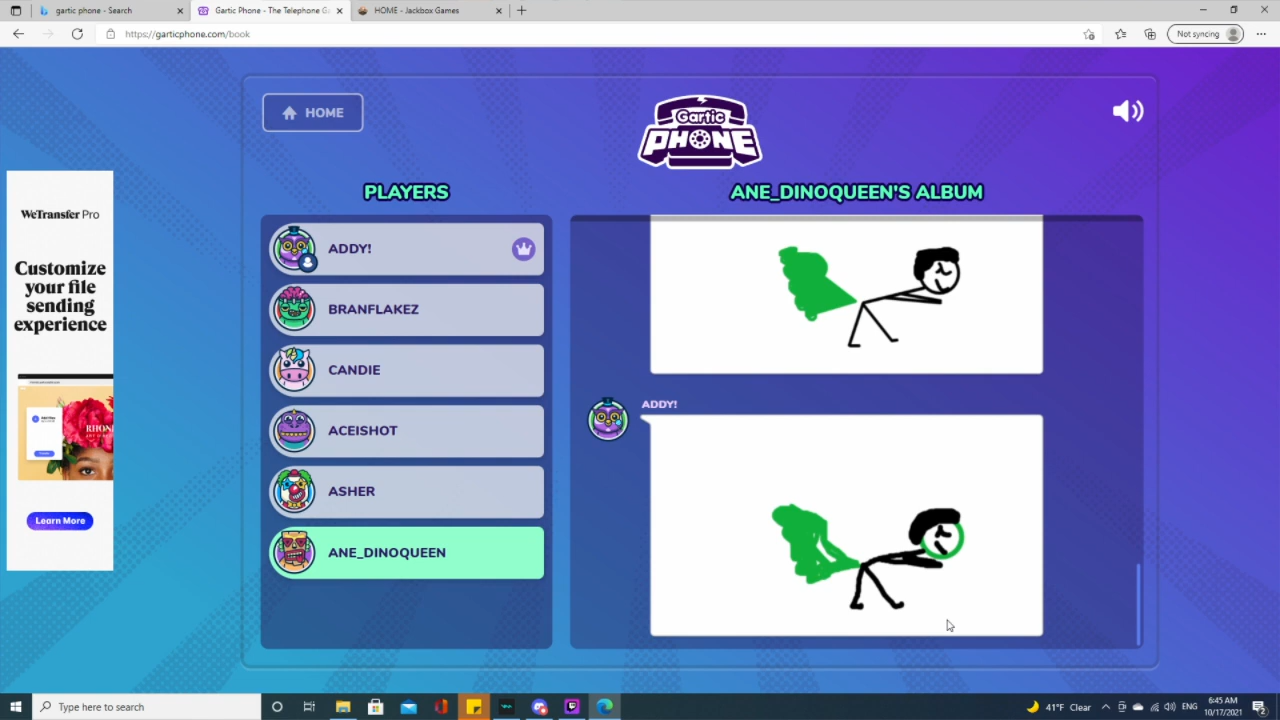 gartic phone - Search
Gartic Phone - The Telephone Ga
HOME - Jackbox Games
https://garticphone.com/book
Not syncing
HOME
Gartic
PHONE
PLAYERS
ANE_DINOQUEEN'S ALBUM
WeTransfer Pro
Customize
your file
sending
experience
Learn More
ADDY!
BRANFLAKEZ
CANDIE
ACEISHOT
ASHER
ANE_DINOQUEEN
ADDY!
Type here to search
41°F Clear
ENG
6:45 AM
10/17/2021
2